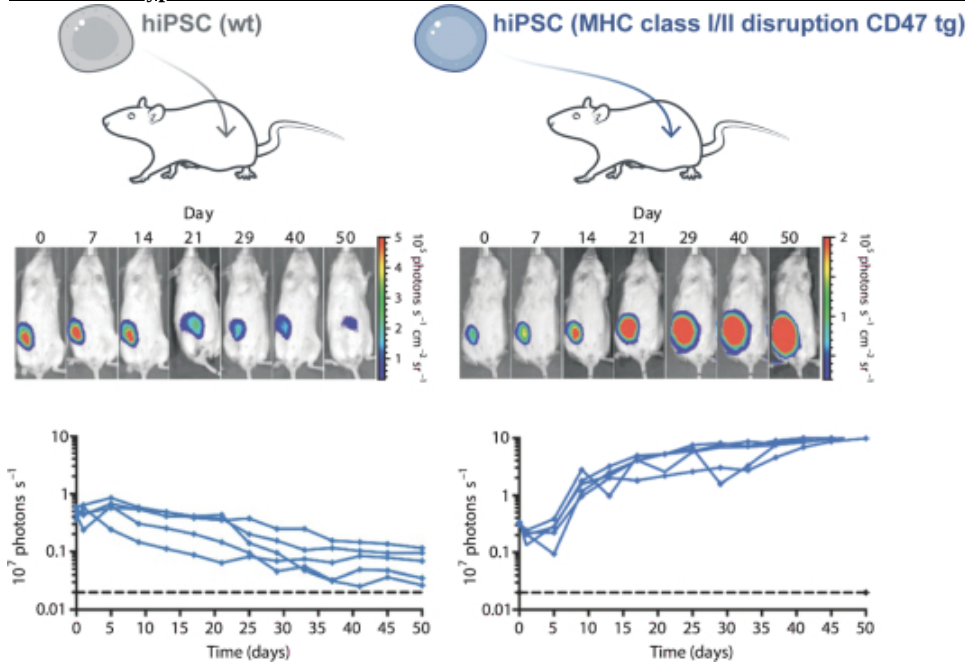 hiPSC (wt)
hiPSC (MHC class I/II disruption CD47 tg)
Day
0 7 14 21 29 40 50
5
4
3
2
1
10⁵ photons s⁻¹ cm⁻² sr⁻¹
Day
0 7 14 21 29 40 50
2
1
10⁵ photons s⁻¹ cm⁻² sr⁻¹
10⁷ photons s⁻¹
10
1
0.1
0.01
0 5 10 15 20 25 30 35 40 45 50
Time (days)
10⁷ photons s⁻¹
10
1
0.1
0.01
0 5 10 15 20 25 30 35 40 45 50
Time (days)